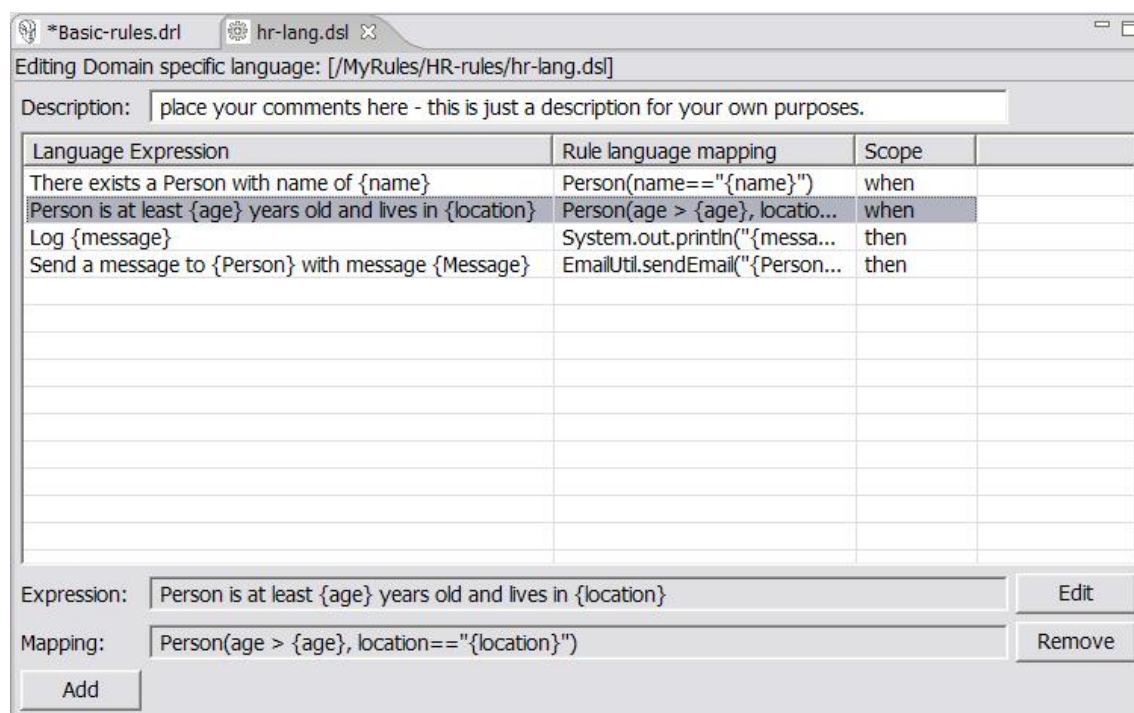 *Basic-rules.drl hr-lang.dsl
Editing Domain specific language: [/MyRules/HR-rules/hr-lang.dsl]
Description: place your comments here - this is just a description for your own purposes.
Language Expression Rule language mapping Scope
There exists a Person with name of {name} Person(name=="{name}") when
Person is at least {age} years old and lives in {location} Person(age > {age}, locatio... when
Log {message} System.out.println("{messa... then
Send a message to {Person} with message {Message} EmailUtil.sendEmail("{Person... then
Expression: Person is at least {age} years old and lives in {location} Edit
Mapping: Person(age > {age}, location=="{location}") Remove
Add